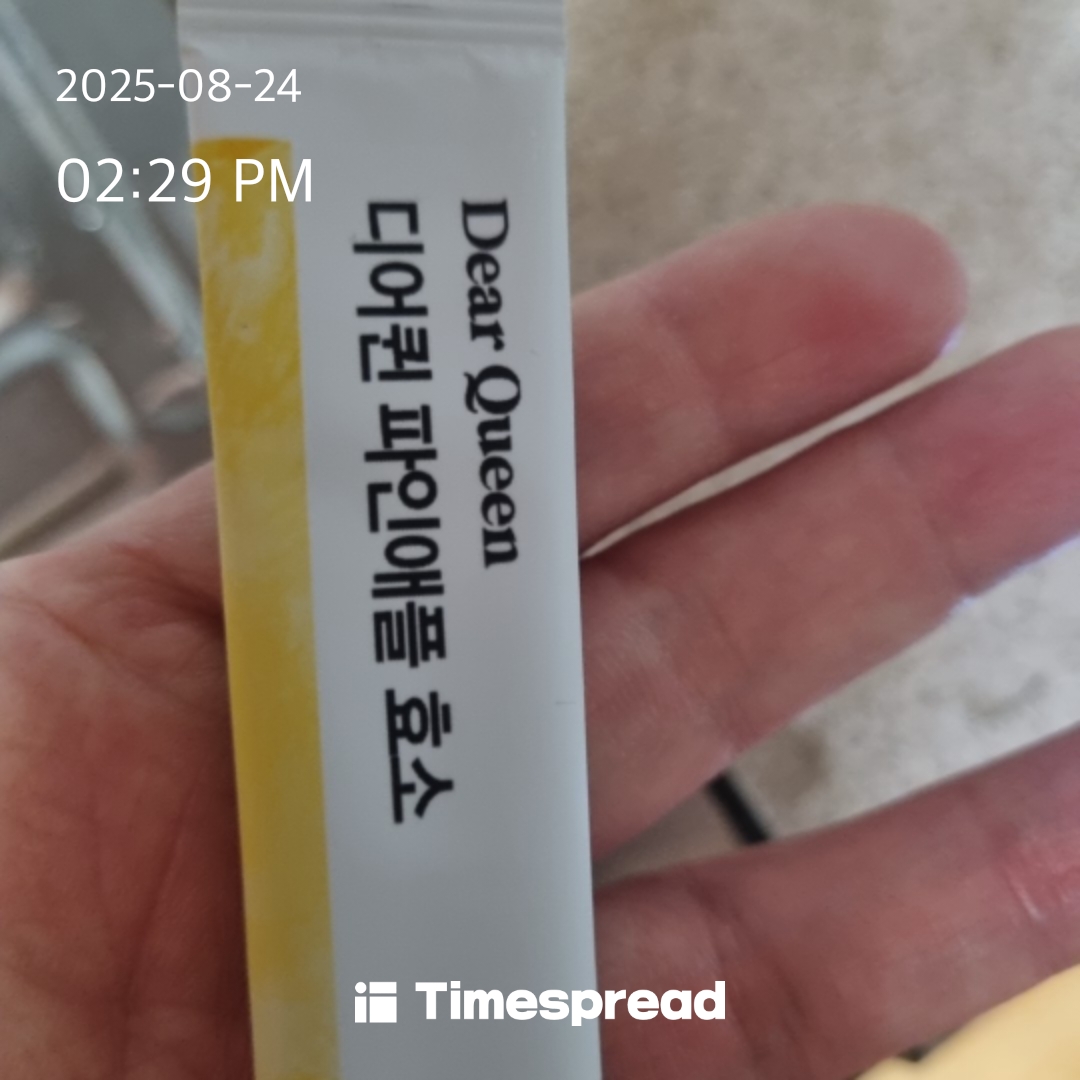 2025-08-24
02:29 PM
Dear Queen
디어퀸 파인애플 효소
Timespread